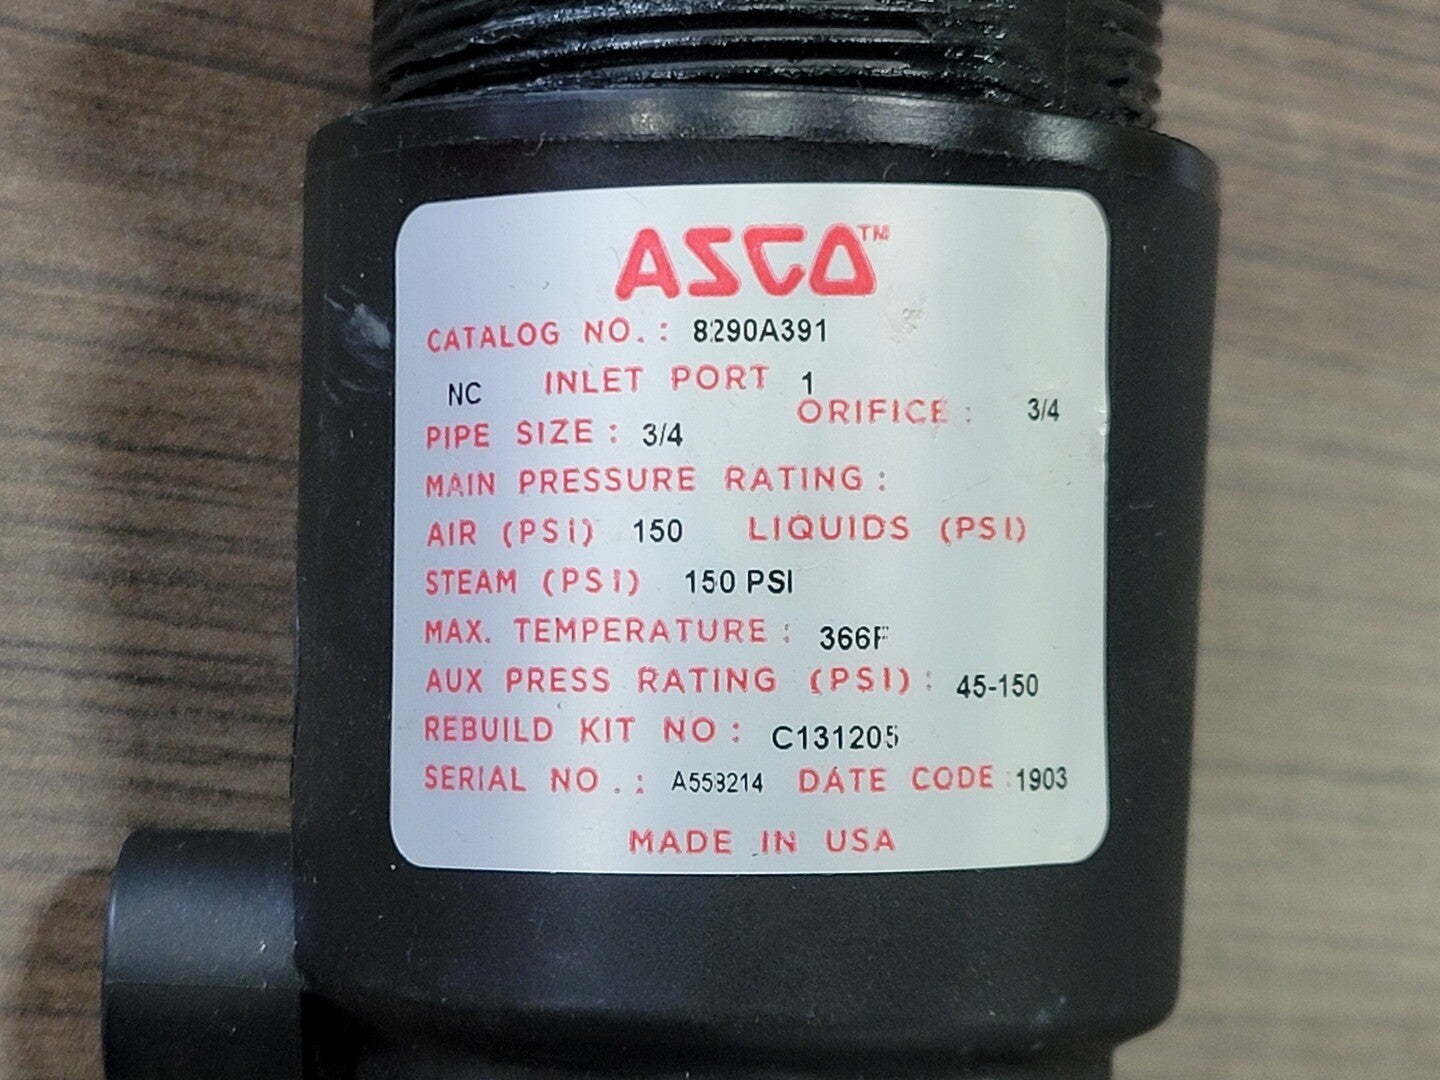 ASCO™
CATALOG NO.: 8290A391
NC INLET PORT 1
PIPE SIZE: 3/4 ORIFICE: 3/4
MAIN PRESSURE RATING:
AIR (PSI) 150 LIQUIDS (PSI)
STEAM (PSI) 150 PSI
MAX. TEMPERATURE: 366F
AUX PRESS RATING (PSI): 45-150
REBUILD KIT NO: C131205
SERIAL NO.: A558214 DATE CODE:1903
MADE IN USA